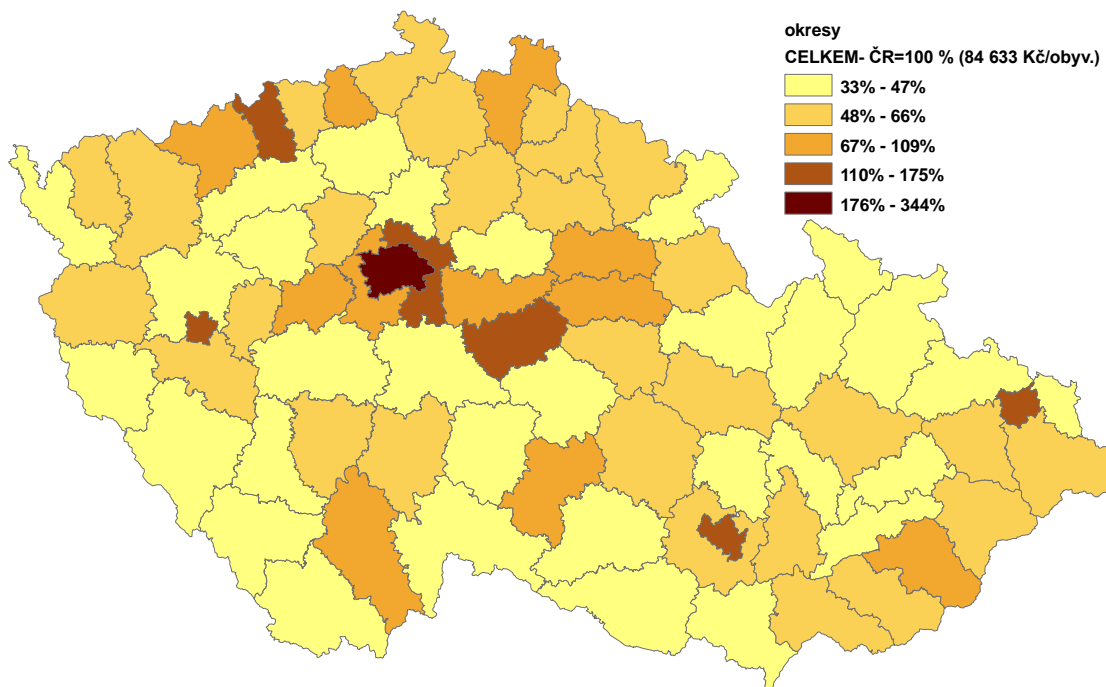 okresy
CELKEM- ČR=100 % (84 633 Kč/obyv.)
33% - 47%
48% - 66%
67% - 109%
110% - 175%
176% - 344%